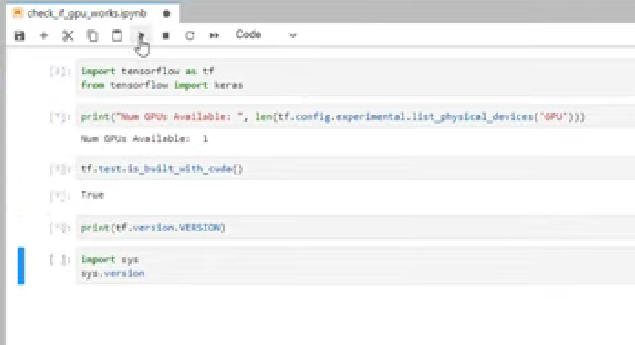 check_if_gpu_works.ipynb
Code
import tensorflow as tf
from tensorflow import keras
print("Num GPUs Available: ", len(tf.config.experimental.list_physical_devices('GPU')))
Num GPUs Available: 1
tf.test.is_built_with_cuda()
True
print(tf.version.VERSION)
[ ]: import sys
sys.version